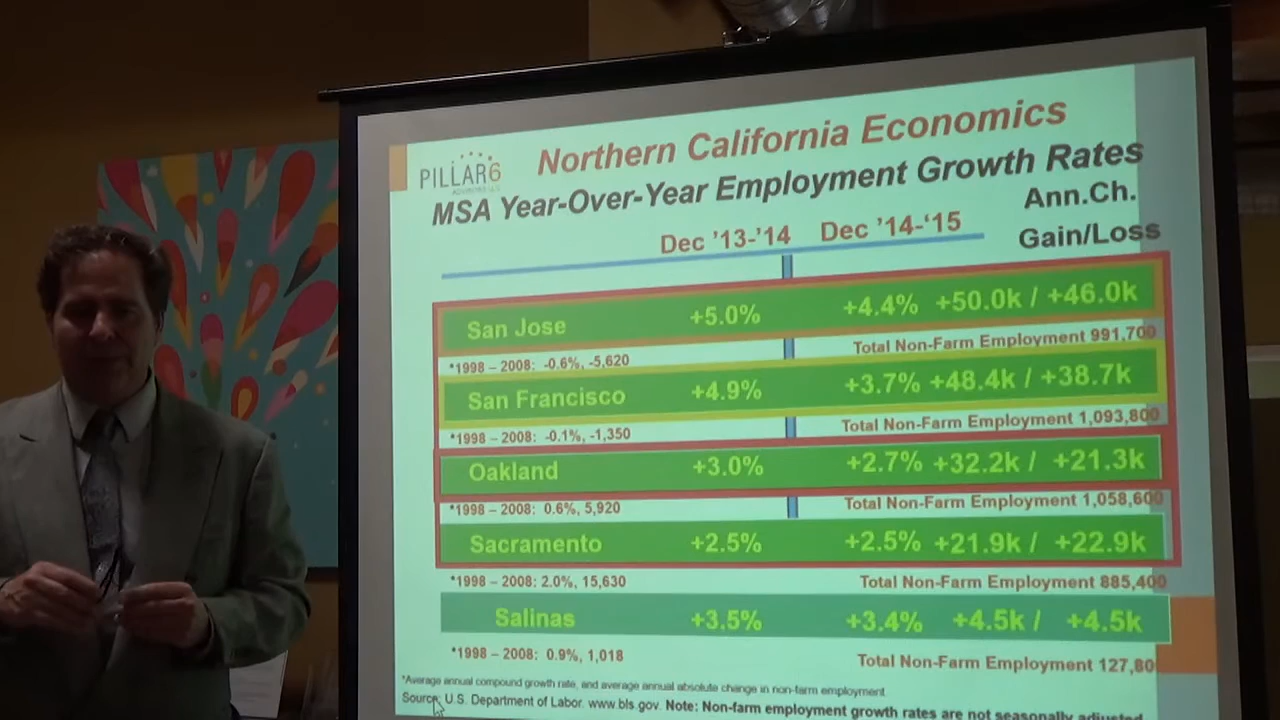 PILLAR6
Northern California Economics
MSA Year-Over-Year Employment Growth Rates
Ann.Ch.
Dec '13-'14 Dec '14-'15 Gain/Loss
San Jose +5.0% +4.4% +50.0k / +46.0k
*1998 – 2008: -0.6%, -5,620 Total Non-Farm Employment 991,700
San Francisco +4.9% +3.7% +48.4k / +38.7k
*1998 – 2008: -0.1%, -1,350 Total Non-Farm Employment 1,093,800
Oakland +3.0% +2.7% +32.2k / +21.3k
*1998 – 2008: 0.6%, 5,920 Total Non-Farm Employment 1,058,600
Sacramento +2.5% +2.5% +21.9k / +22.9k
*1998 – 2008: 2.0%, 15,630 Total Non-Farm Employment 885,400
Salinas +3.5% +3.4% +4.5k / +4.5k
*1998 – 2008: 0.9%, 1,018 Total Non-Farm Employment 127,80
*Average annual compound growth rate, and average annual absolute change in non-farm employment
Source: U.S. Department of Labor. www.bls.gov. Note: Non-farm employment growth rates are not seasonally adjusted